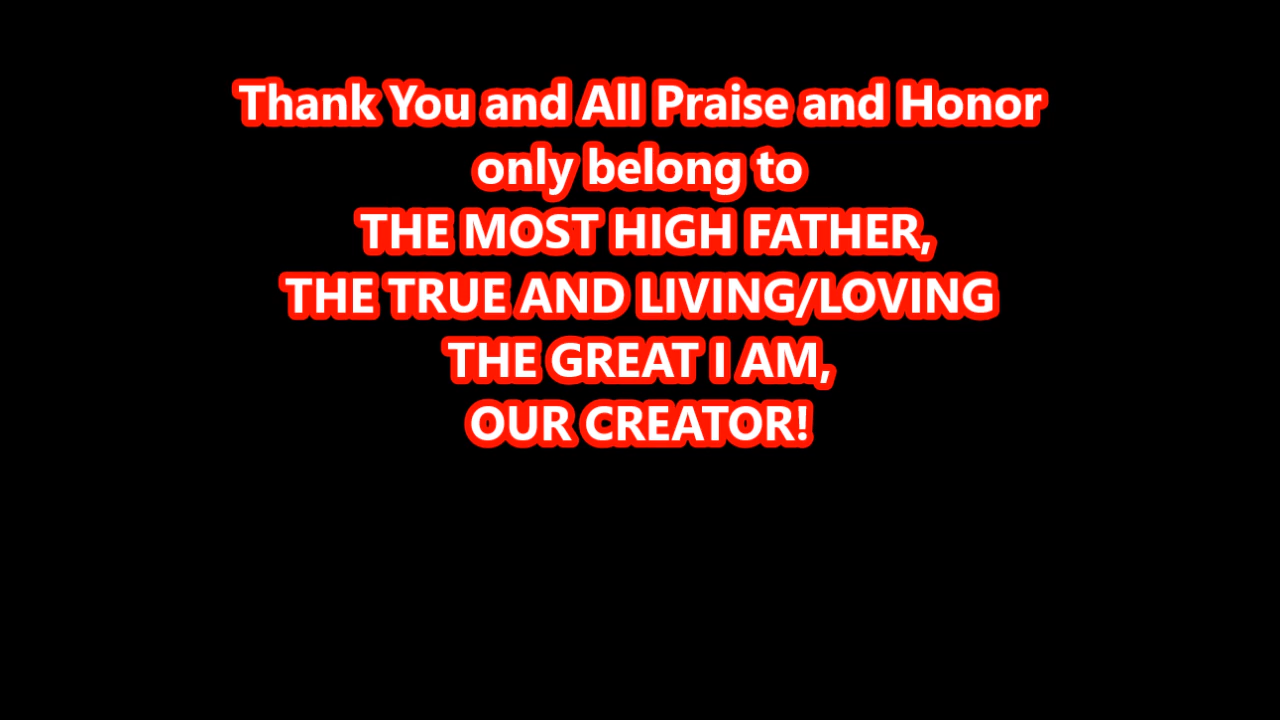 Thank You and All Praise and Honor
only belong to
THE MOST HIGH FATHER,
THE TRUE AND LIVING/LOVING
THE GREAT I AM,
OUR CREATOR!